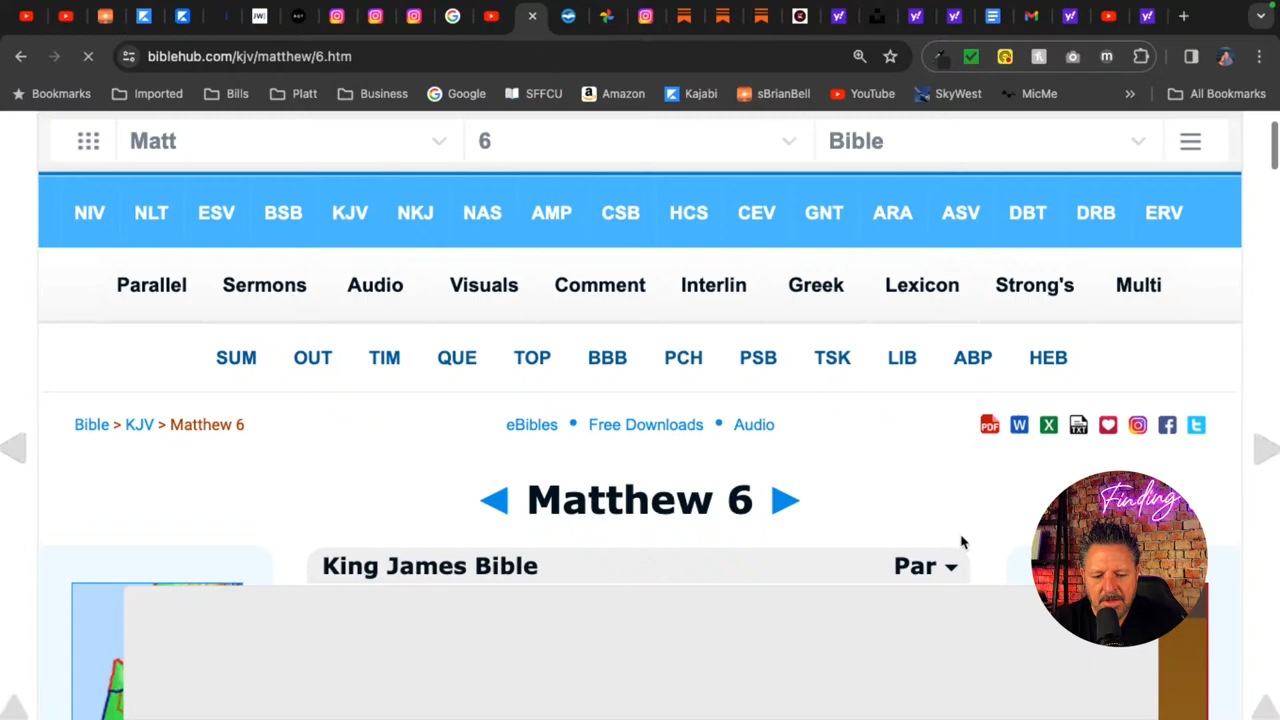 biblehub.com/kjv/matthew/6.htm
Bookmarks Imported Bills Platt Business Google SFFCU Amazon Kajabi sBrianBell YouTube SkyWest MicMe » All Bookmarks
Matt 6 Bible
NIV NLT ESV BSB KJV NKJ NAS AMP CSB HCS CEV GNT ARA ASV DBT DRB ERV
Parallel Sermons Audio Visuals Comment Interlin Greek Lexicon Strong's Multi
SUM OUT TIM QUE TOP BBB PCH PSB TSK LIB ABP HEB
Bible > KJV > Matthew 6 eBibles • Free Downloads • Audio PDF W X TXT
Matthew 6
Finding
King James Bible Par